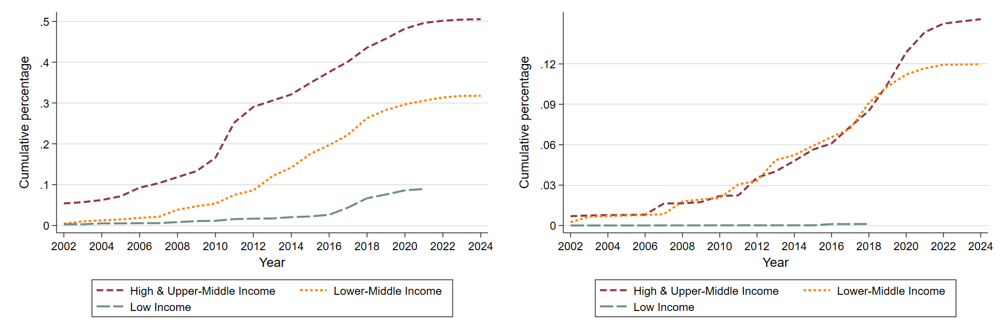 Cumulative percentage
.5
.4
.3
.2
.1
0
2002 2004 2006 2008 2010 2012 2014 2016 2018 2020 2022 2024
Year
High & Upper-Middle Income Lower-Middle Income
Low Income
Cumulative percentage
.12
.09
.06
.03
0
2002 2004 2006 2008 2010 2012 2014 2016 2018 2020 2022 2024
Year
High & Upper-Middle Income Lower-Middle Income
Low Income